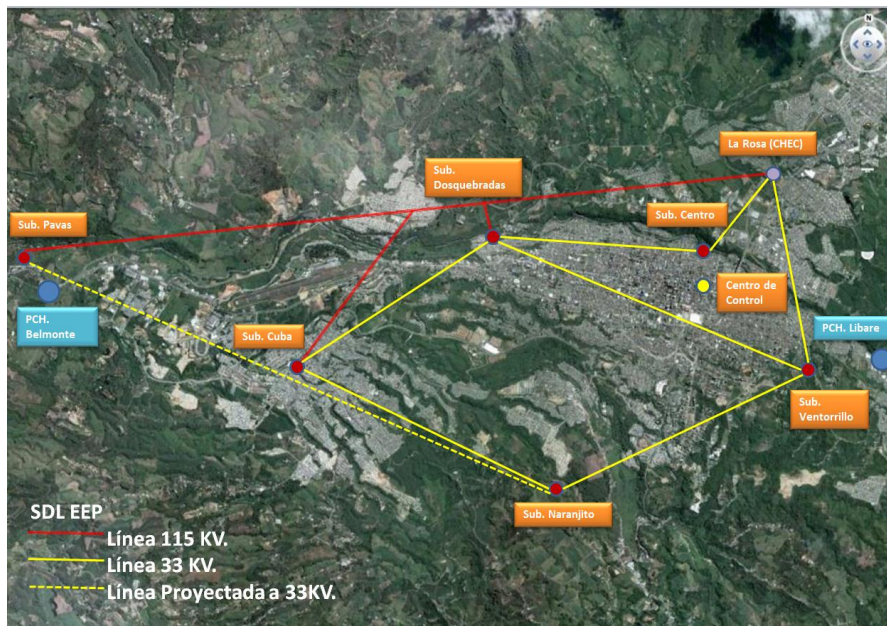 N
La Rosa (CHEC)
Sub.
Dosquebradas
Sub. Pavas
Sub. Centro
Centro de
Control
PCH.
Belmonte
Sub. Cuba
PCH. Libare
Sub.
Ventorrillo
Sub. Naranjito
SDL EEP
Línea 115 KV.
Línea 33 KV.
Línea Proyectada a 33KV.